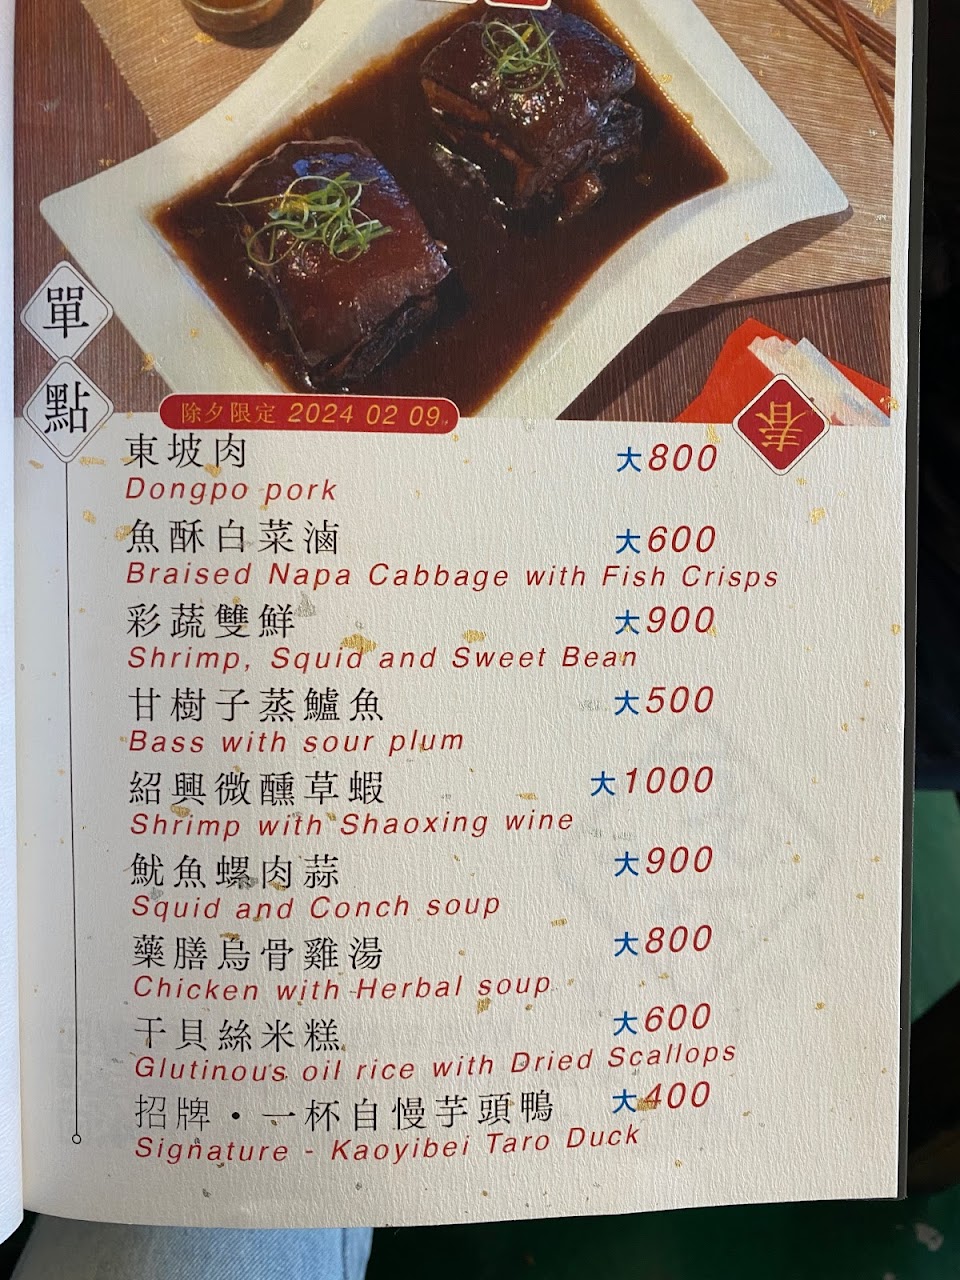 單點
除夕限定 2024 02 09
春
東坡肉 大800
Dongpo pork
魚酥白菜滷 大600
Braised Napa Cabbage with Fish Crisps
彩蔬雙鮮 大900
Shrimp, Squid and Sweet Bean
甘樹子蒸鱸魚 大500
Bass with sour plum
紹興微醺草蝦 大1000
Shrimp with Shaoxing wine
魷魚螺肉蒜 大900
Squid and Conch soup
藥膳烏骨雞湯 大800
Chicken with Herbal soup
干貝絲米糕 大600
Glutinous oil rice with Dried Scallops
招牌・一杯自慢芋頭鴨 大400
Signature - Kaoyibei Taro Duck